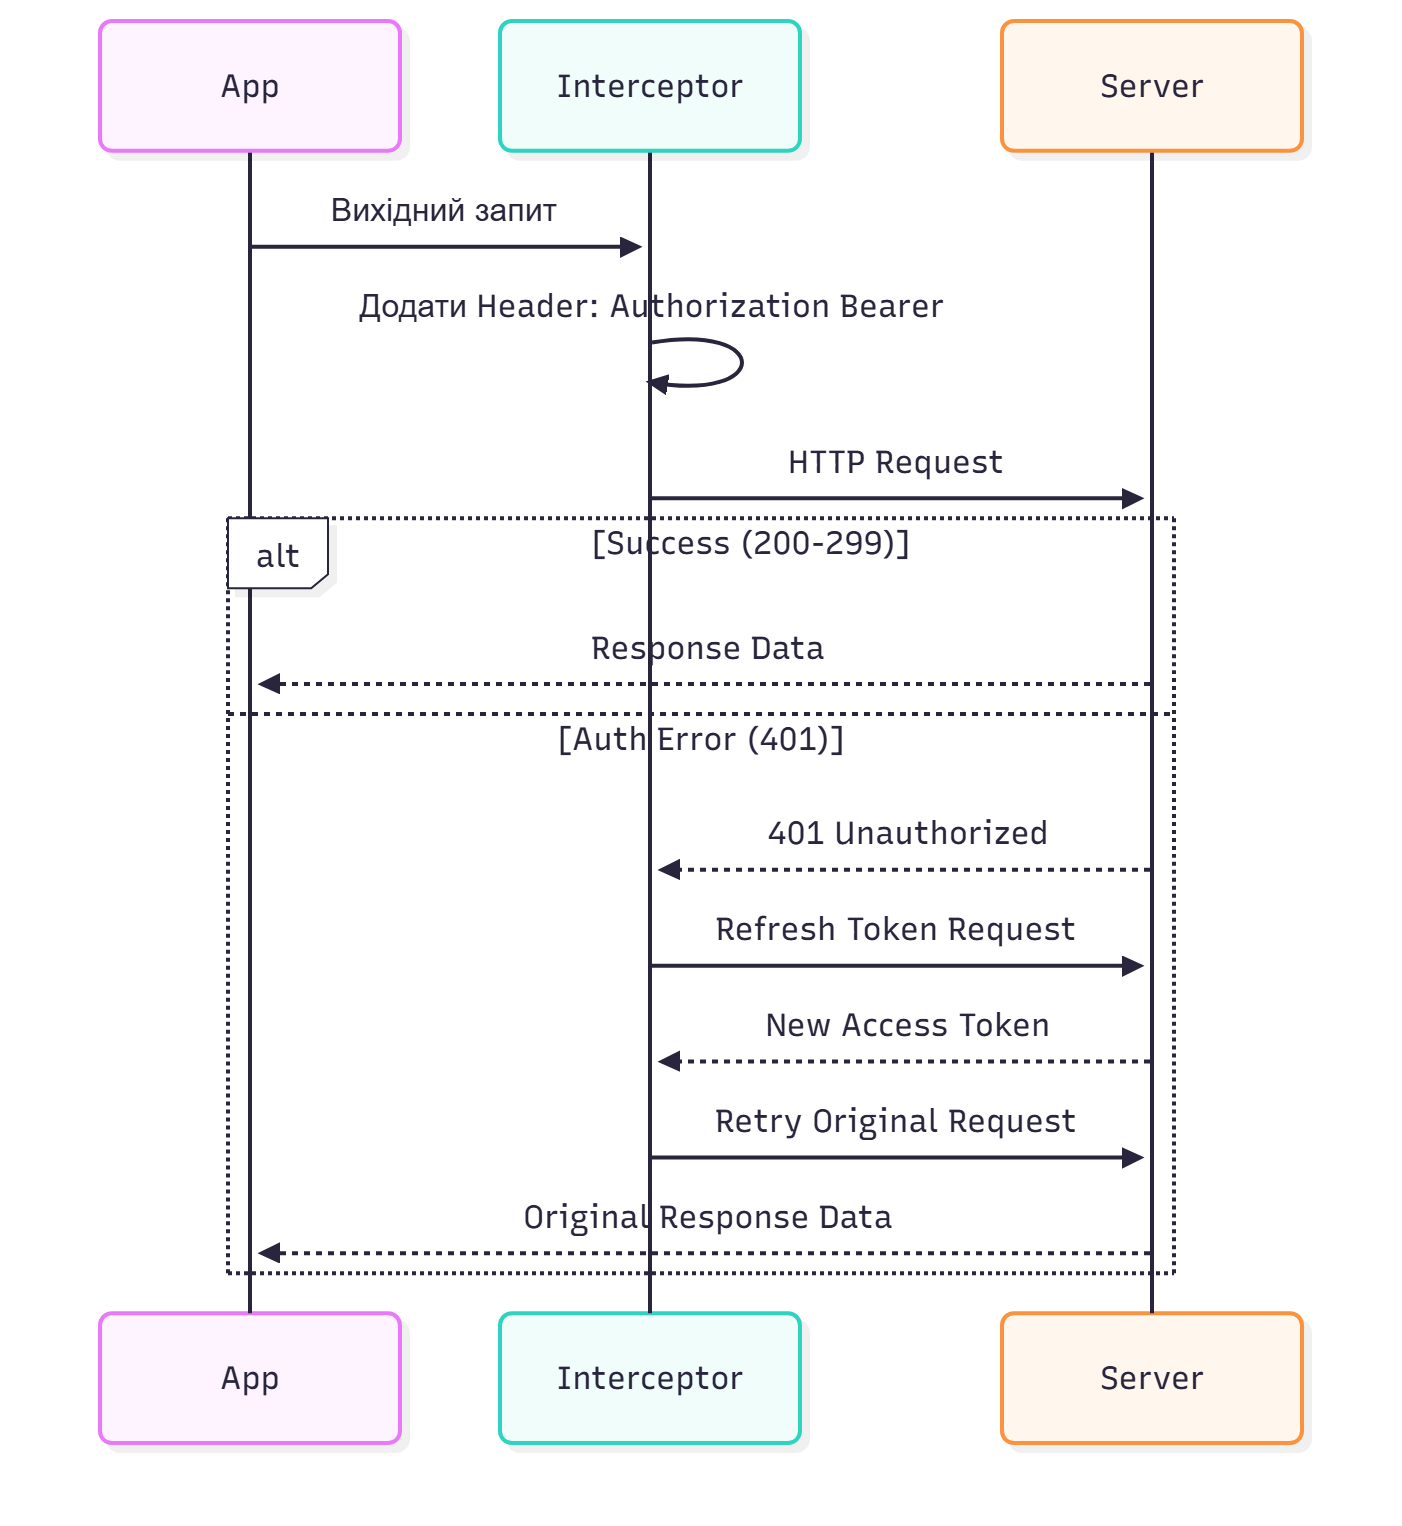 App
Interceptor
Server
Вихідний запит
Додати Header: Authorization Bearer
HTTP Request
alt
[Success (200-299)]
Response Data
[Auth Error (401)]
401 Unauthorized
Refresh Token Request
New Access Token
Retry Original Request
Original Response Data
App
Interceptor
Server